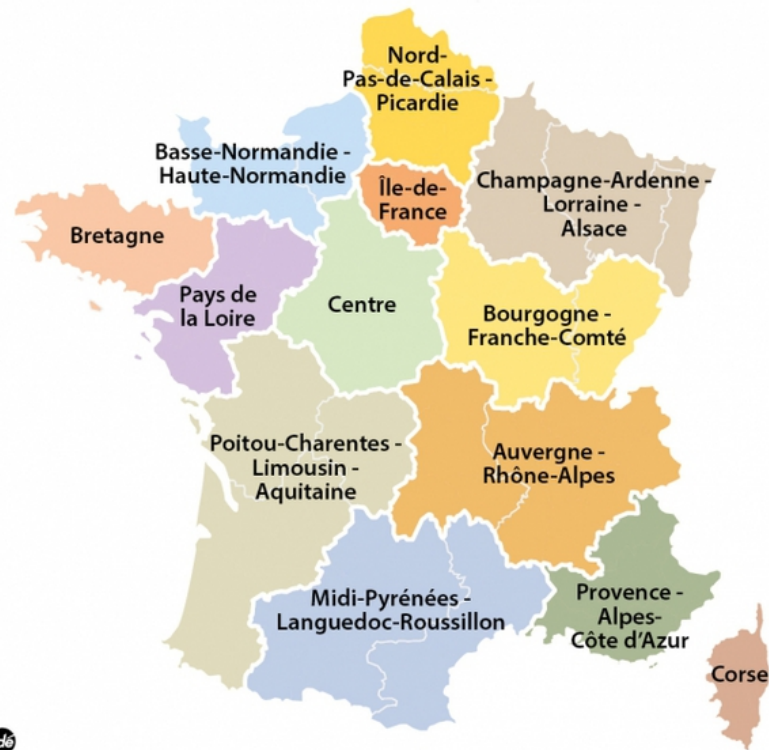 Nord-
Pas-de-Calais -
Picardie
Basse-Normandie -
Haute-Normandie
Île-de-
France
Champagne-Ardenne -
Lorraine -
Alsace
Bretagne
Pays de
la Loire
Centre
Bourgogne -
Franche-Comté
Poitou-Charentes -
Limousin -
Aquitaine
Auvergne -
Rhône-Alpes
Midi-Pyrénées -
Languedoc-Roussillon
Provence -
Alpes-
Côte d'Azur
Corse
dé